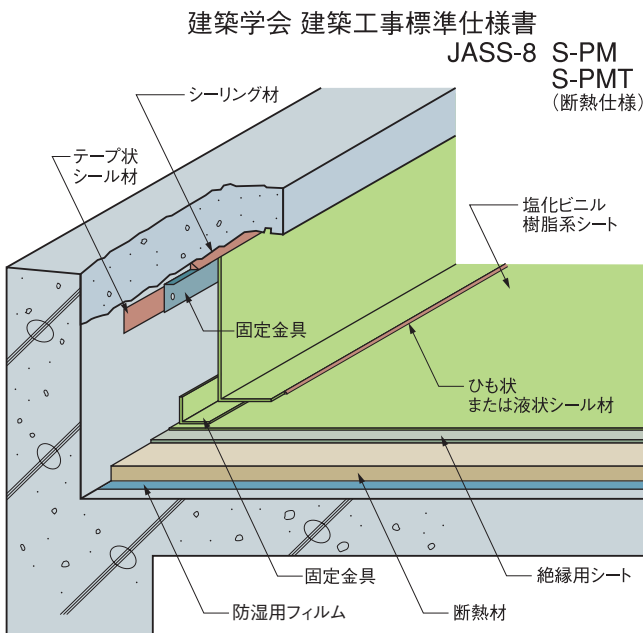 建築学会 建築工事標準仕様書
JASS-8 S-PM
S-PMT
(断熱仕様)
シーリング材
テープ状
シール材
塩化ビニル
樹脂系シート
固定金具
ひも状
または液状シール材
固定金具
絶縁用シート
防湿用フィルム
断熱材